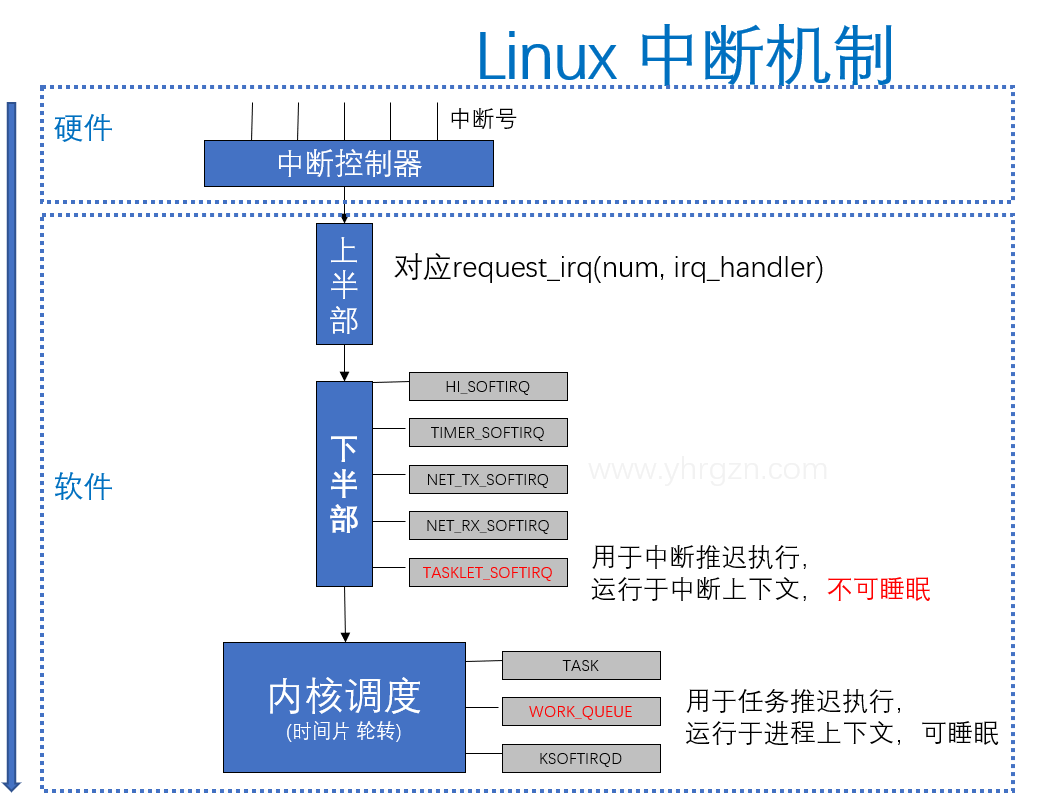 Linux 中断机制
硬件
中断号
中断控制器
上半部
对应request_irq(num, irq_handler)
软件
下半部
HI_SOFTIRQ
TIMER_SOFTIRQ
NET_TX_SOFTIRQ
www.yhrgzn.com
NET_RX_SOFTIRQ
TASKLET_SOFTIRQ
用于中断推迟执行，
运行于中断上下文，不可睡眠
内核调度
(时间片 轮转)
TASK
WORK_QUEUE
KSOFTIRQD
用于任务推迟执行，
运行于进程上下文，可睡眠